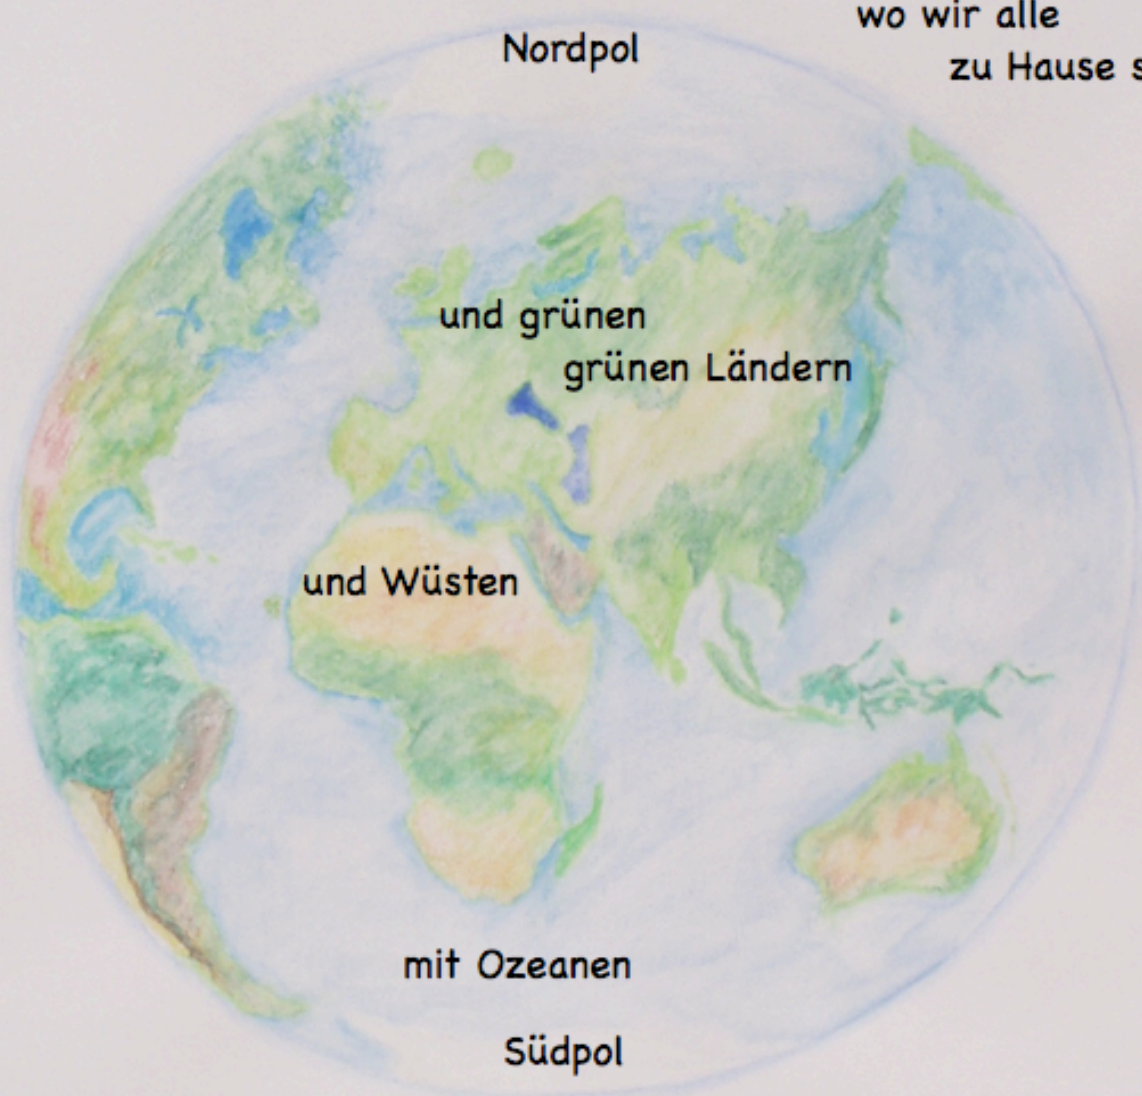 wo wir alle
zu Hause
Nordpol
und grünen
grünen Ländern
und Wüsten
mit Ozeanen
Südpol